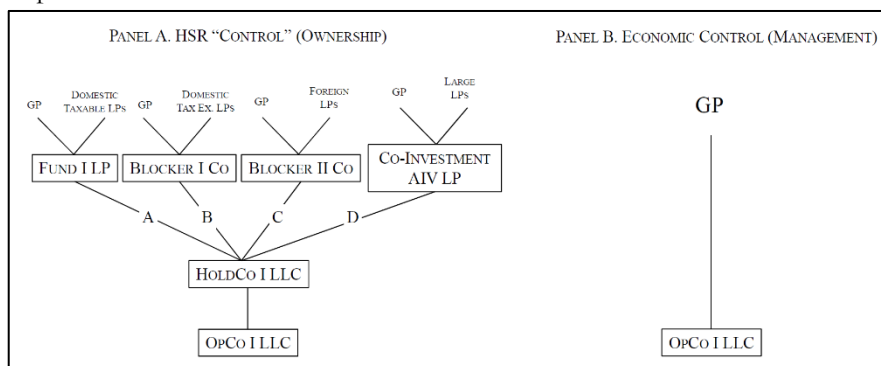 PANEL A. HSR “CONTROL” (OWNERSHIP)
PANEL B. ECONOMIC CONTROL (MANAGEMENT)
GP
DOMESTIC
TAXABLE LPS
GP
DOMESTIC
TAX EX. LPS
GP
FOREIGN
LPS
GP
LARGE
LPS
GP
FUND I LP
BLOCKER I CO
BLOCKER II CO
CO-INVESTMENT
AIV LP
A
B
C
D
HOLDCO I LLC
OPCO I LLC
OPCO I LLC